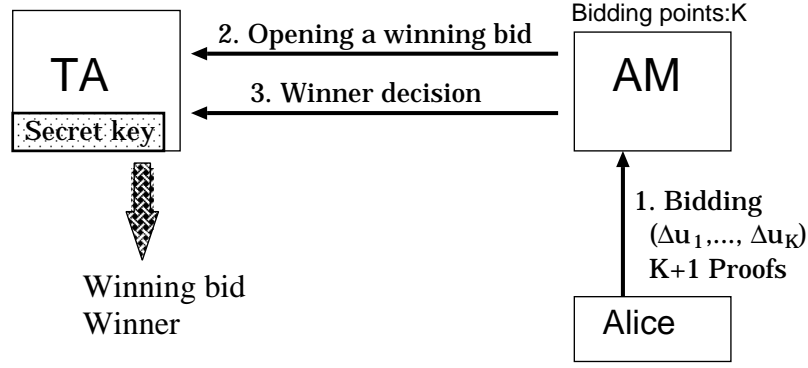 Bidding points:K
2. Opening a winning bid
TA
AM
3. Winner decision
Secret key
1. Bidding
(Δu1,..., ΔuK)
K+1 Proofs
Winning bid
Winner
Alice